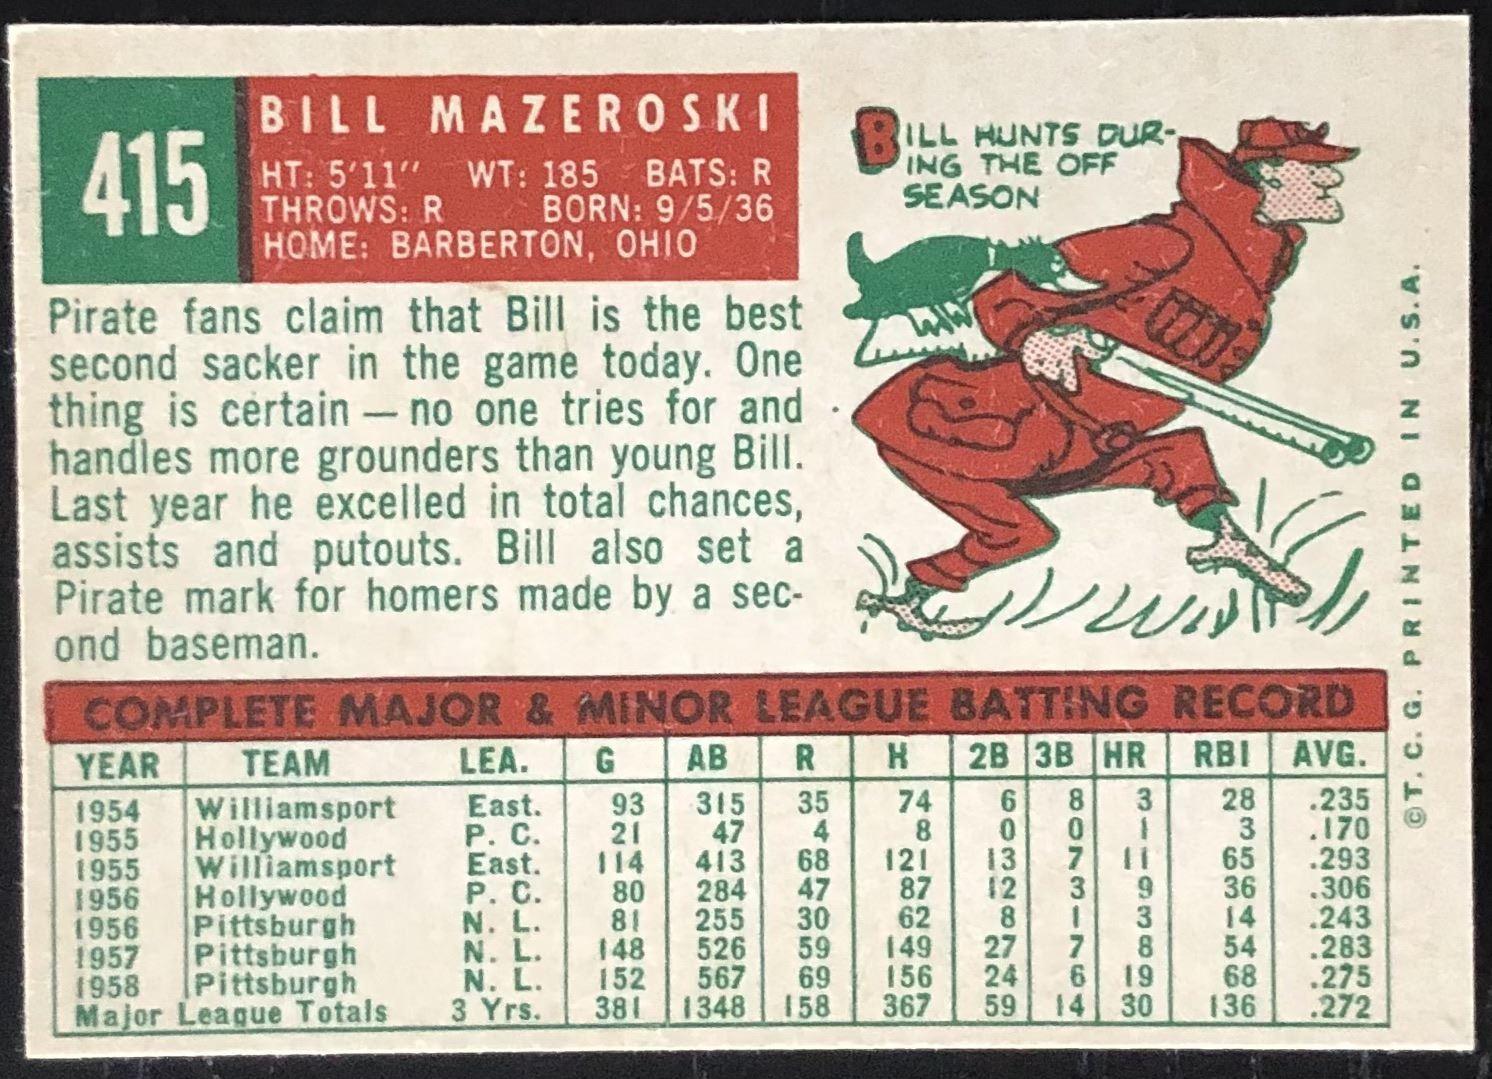 415
BILL MAZEROSKI
HT: 5'11" WT: 185 BATS: R
THROWS: R BORN: 9/5/36
HOME: BARBERTON, OHIO
Pirate fans claim that Bill is the best
second sacker in the game today. One
thing is certain — no one tries for and
handles more grounders than young Bill.
Last year he excelled in total chances,
assists and putouts. Bill also set a
Pirate mark for homers made by a sec-
ond baseman.
BILL HUNTS DUR-
ING THE OFF
SEASON
COMPLETE MAJOR & MINOR LEAGUE BATTING RECORD
YEAR TEAM LEA. G AB R H 2B 3B HR RBI AVG.
1954 Williamsport East. 93 315 35 74 6 8 3 28 .235
1955 Hollywood P. C. 21 47 4 8 0 0 1 3 .170
1955 Williamsport East. 114 413 68 121 13 7 11 65 .293
1956 Hollywood P. C. 80 284 47 87 12 3 9 36 .306
1956 Pittsburgh N. L. 81 255 30 62 8 1 3 14 .243
1957 Pittsburgh N. L. 148 526 59 149 27 7 8 54 .283
1958 Pittsburgh N. L. 152 567 69 156 24 6 19 68 .275
Major League Totals 3 Yrs. 381 1348 158 367 59 14 30 136 .272
©T.C.G. PRINTED IN U.S.A.